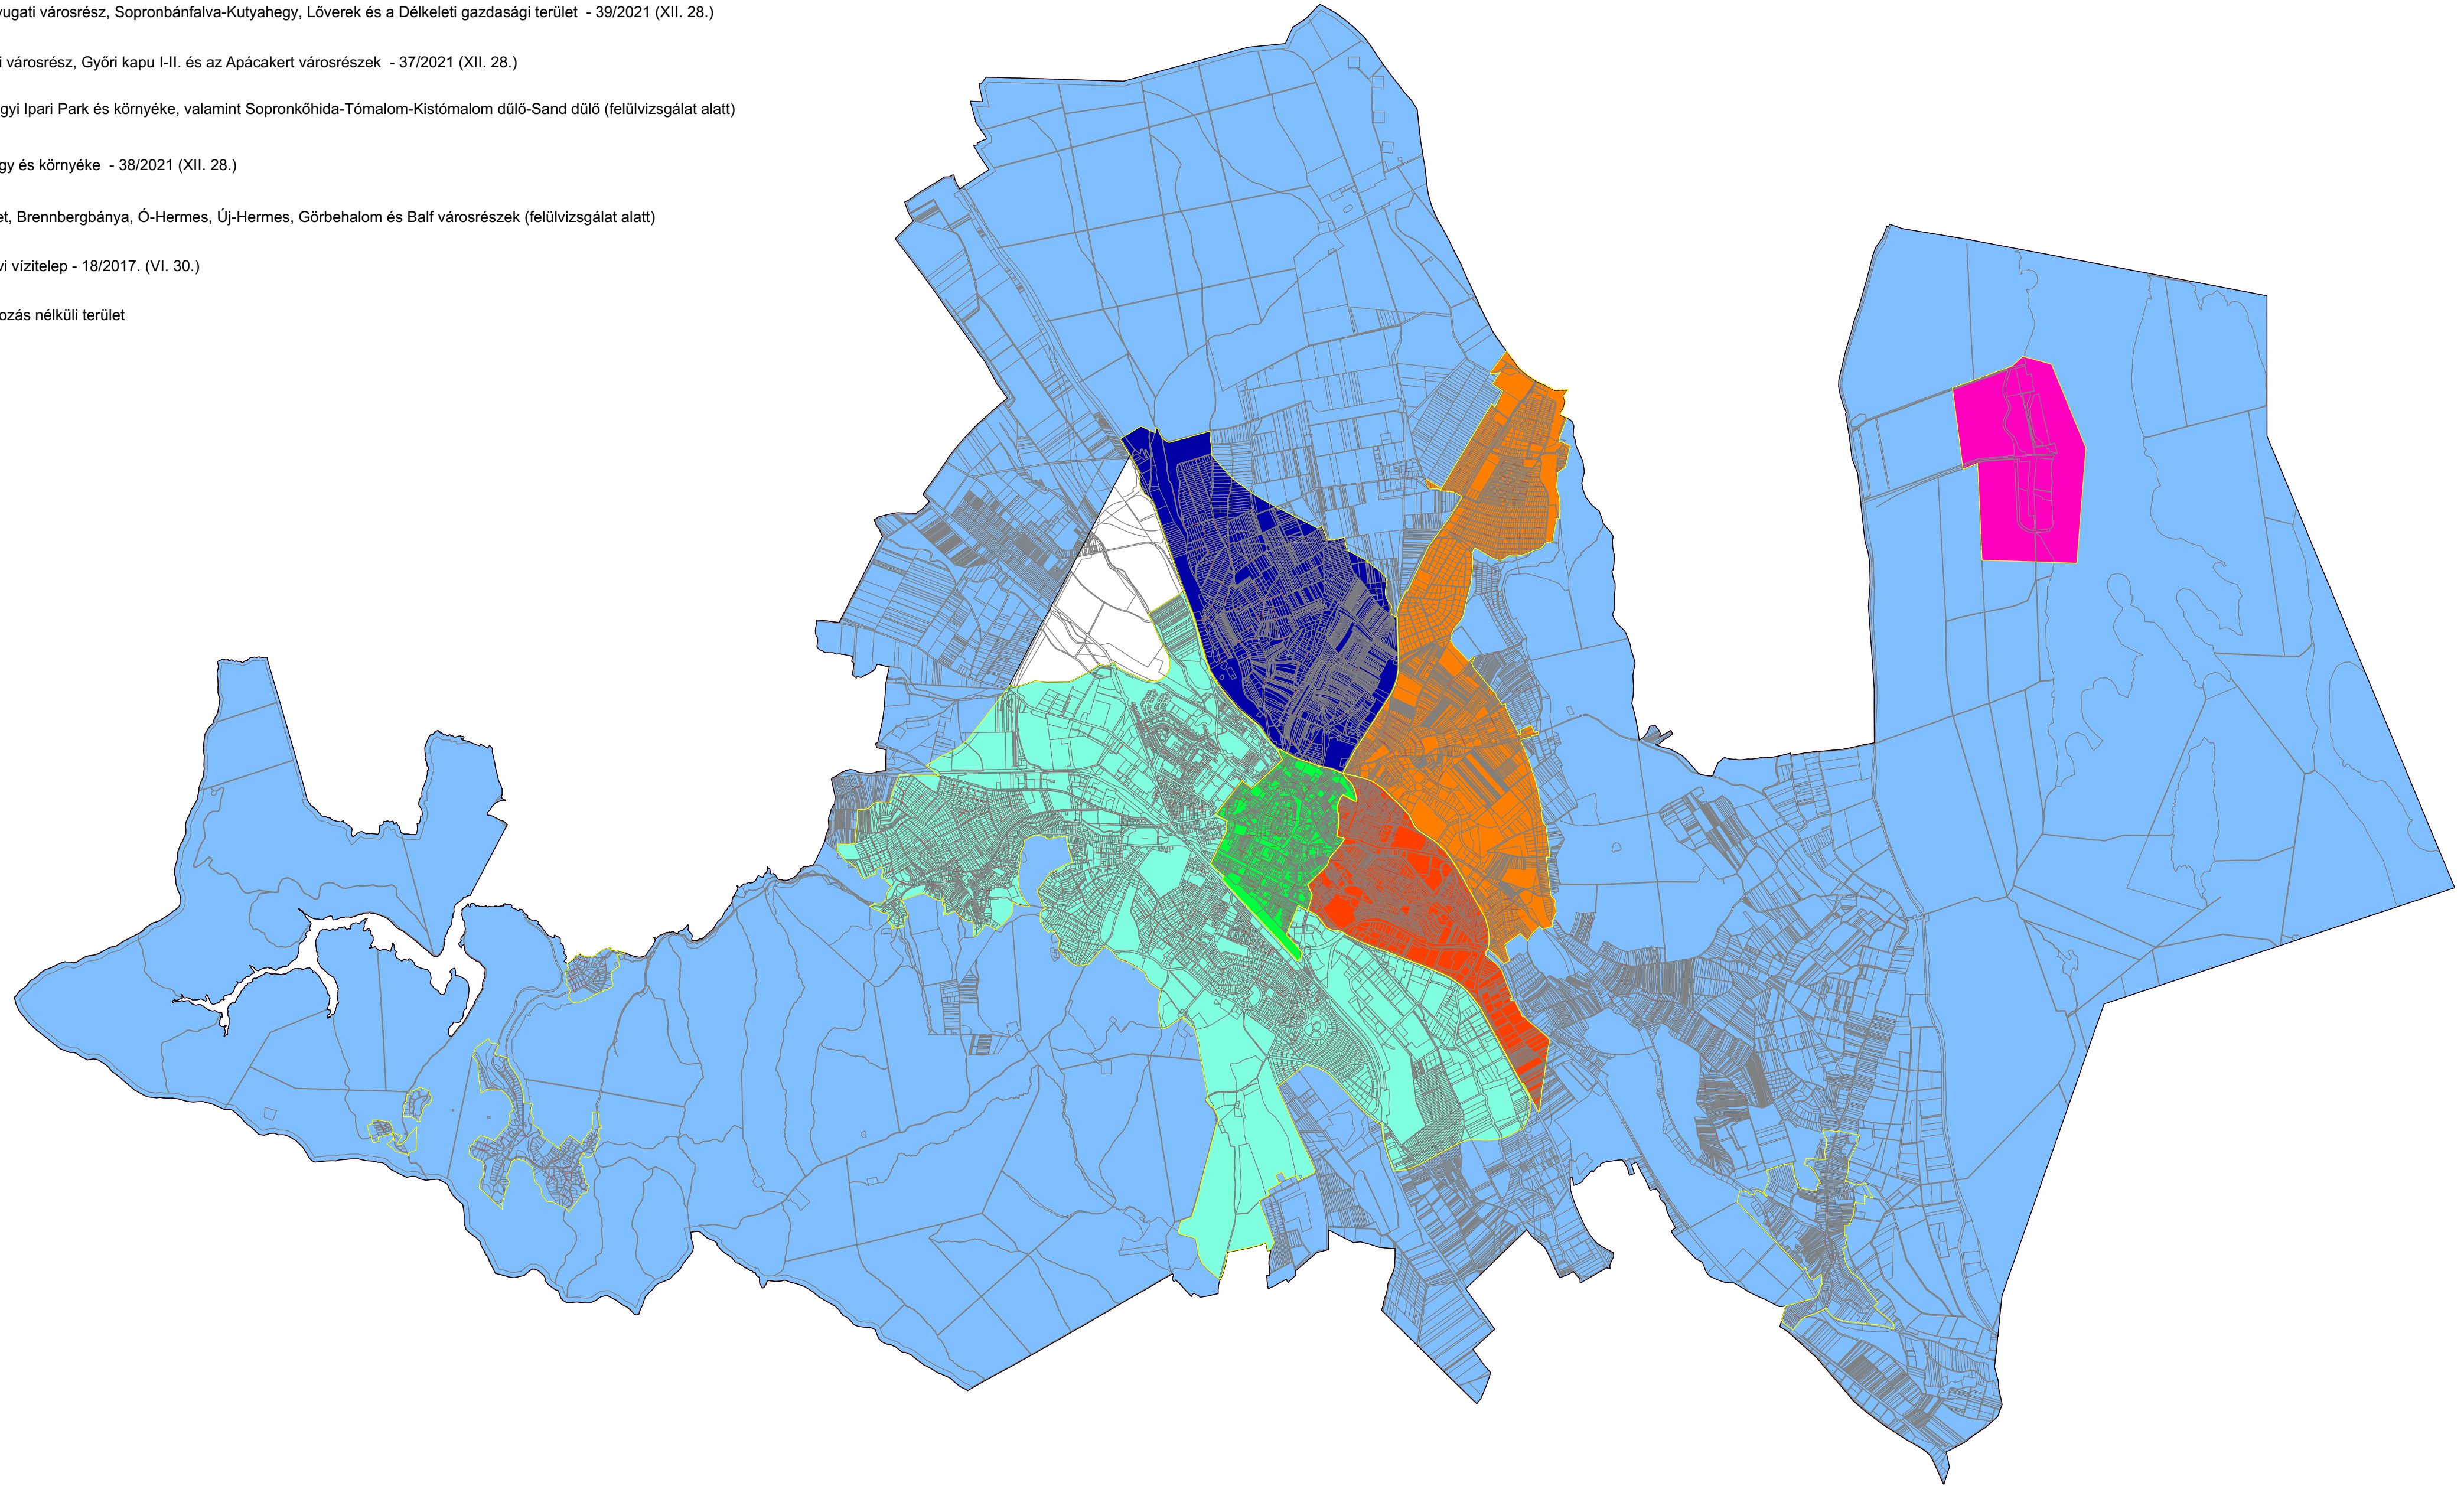 yugati városrész, Sopronbánfalva-Kutyahegy, Lőverek és a Délkeleti gazdasági terület - 39/2021 (XII. 28.)
i városrész, Győri kapu I-II. és az Apácakert városrészek - 37/2021 (XII. 28.)
gyi Ipari Park és környéke, valamint Sopronkőhida-Tómalom-Kistómalom dűlő-Sand dűlő (felülvizsgálat alatt)
gy és környéke - 38/2021 (XII. 28.)
et, Brennbergbánya, Ó-Hermes, Új-Hermes, Görbehalom és Balf városrészek (felülvizsgálat alatt)
vi vízitelep - 18/2017. (VI. 30.)
ozás nélküli terület